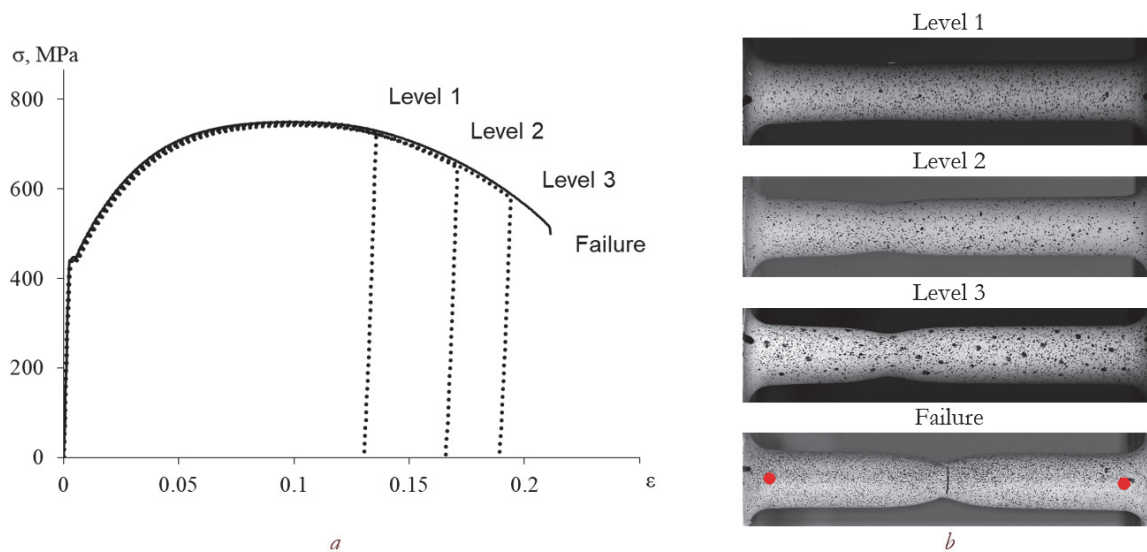 σ, MPa
800
600
400
200
0
0
0.05
0.1
0.15
0.2
ε
Level 1
Level 2
Level 3
Failure
a
Level 1
Level 2
Level 3
Failure
b